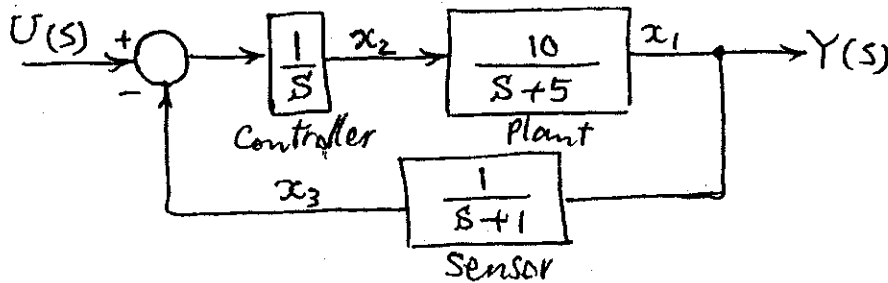 U(s) + x₂ x₁ Y(s)
-
1/S
10/S+5
Controller
Plant
x₃
1/S+1
Sensor